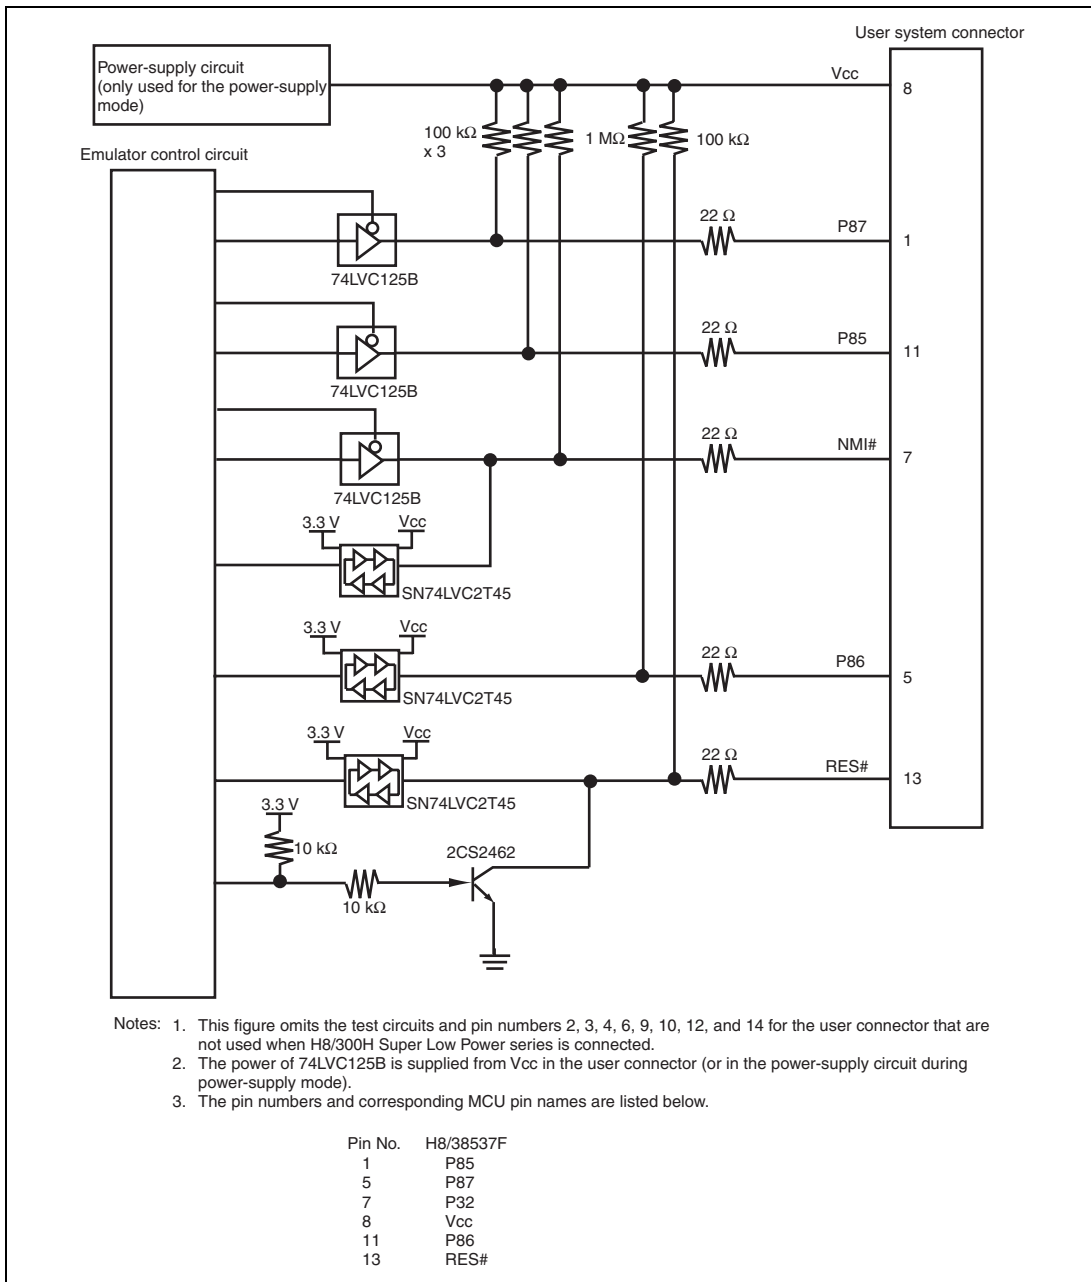 User system connector
Power-supply circuit
(only used for the power-supply
mode)
Vcc
8
100 kΩ
x 3
1 MΩ
100 kΩ
Emulator control circuit
22 Ω
P87
1
74LVC125B
22 Ω
P85
11
74LVC125B
22 Ω
NMI#
7
74LVC125B
3.3 V
Vcc
SN74LVC2T45
3.3 V
Vcc
22 Ω
P86
5
SN74LVC2T45
3.3 V
Vcc
22 Ω
RES#
13
SN74LVC2T45
3.3 V
10 kΩ
2CS2462
10 kΩ
Notes: 1. This figure omits the test circuits and pin numbers 2, 3, 4, 6, 9, 10, 12, and 14 for the user connector that are
not used when H8/300H Super Low Power series is connected.
2. The power of 74LVC125B is supplied from Vcc in the user connector (or in the power-supply circuit during
power-supply mode).
3. The pin numbers and corresponding MCU pin names are listed below.
Pin No. H8/38537F
1 P85
5 P87
7 P32
8 Vcc
11 P86
13 RES#